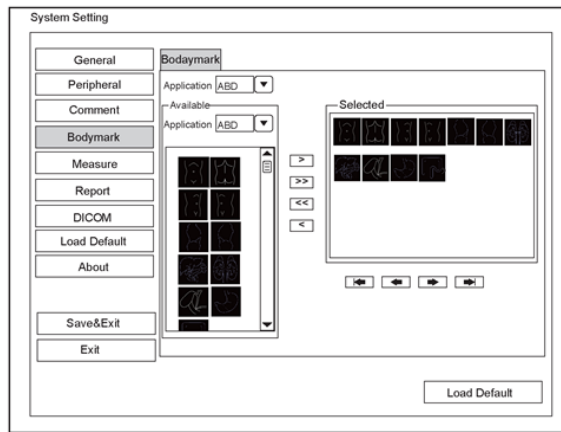 System Setting
General
Peripheral
Comment
Bodymark
Measure
Report
DICOM
Load Default
About
Save&Exit
Exit
Bodaymark
Application ABD
Available
Application ABD
>
>>
<<
<
Selected
Load Default